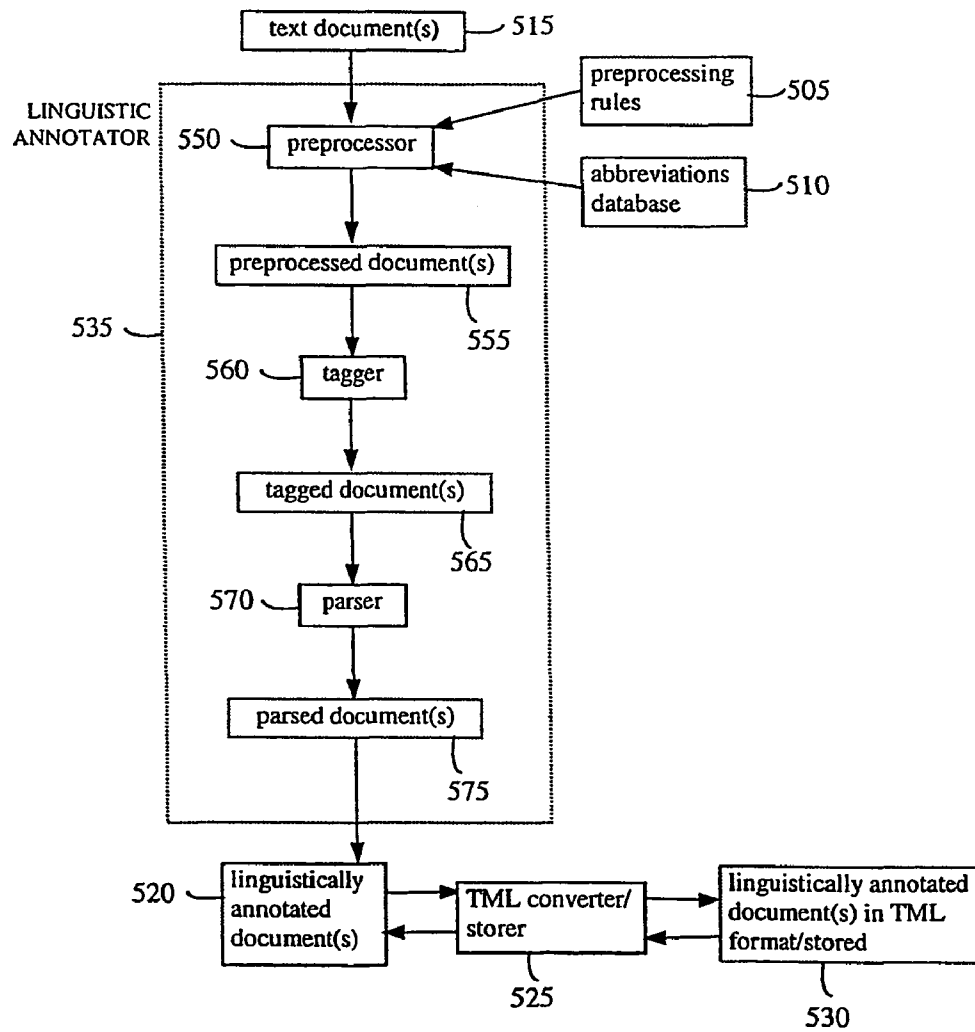 text document(s)
515
preprocessing
rules
505
LINGUISTIC
ANNOTATOR
550
preprocessor
abbreviations
database
510
preprocessed document(s)
555
535
560
tagger
tagged document(s)
565
570
parser
parsed document(s)
575
520
linguistically
annotated
document(s)
TML converter/
storer
525
linguistically annotated
document(s) in TML
format/stored
530